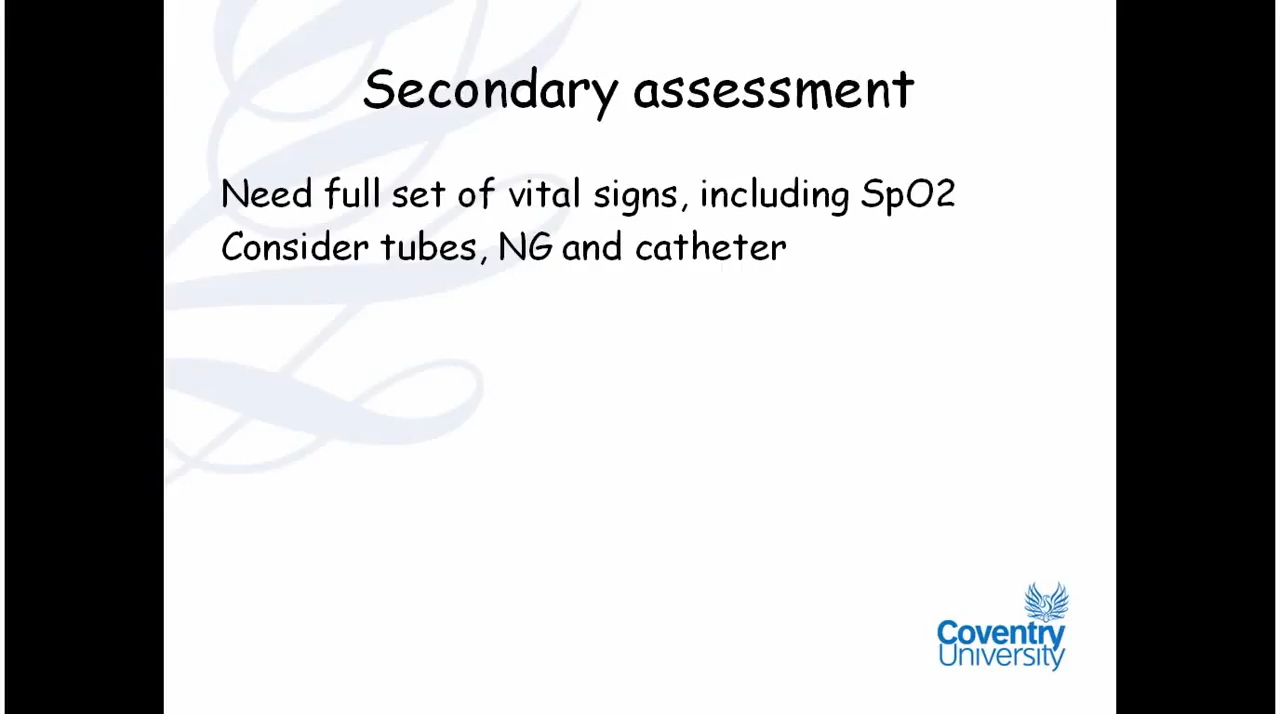 Secondary assessment
Need full set of vital signs, including SpO2
Consider tubes, NG and catheter
Coventry
University